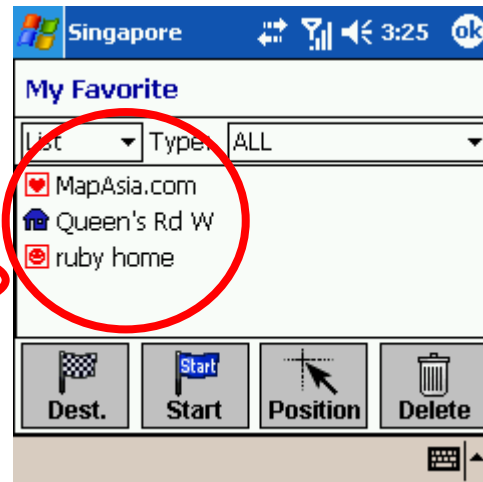 Singapore 3:25 ok
My Favorite
List Type: ALL
MapAsia.com
Queen's Rd W
ruby home
Start
Dest. Start Position Delete